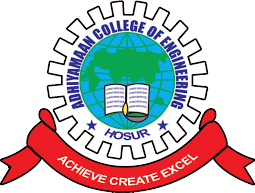 ADHIYAMAAN COLLEGE OF ENGINEERING
HOSUR
ACHIEVE CREATE EXCEL